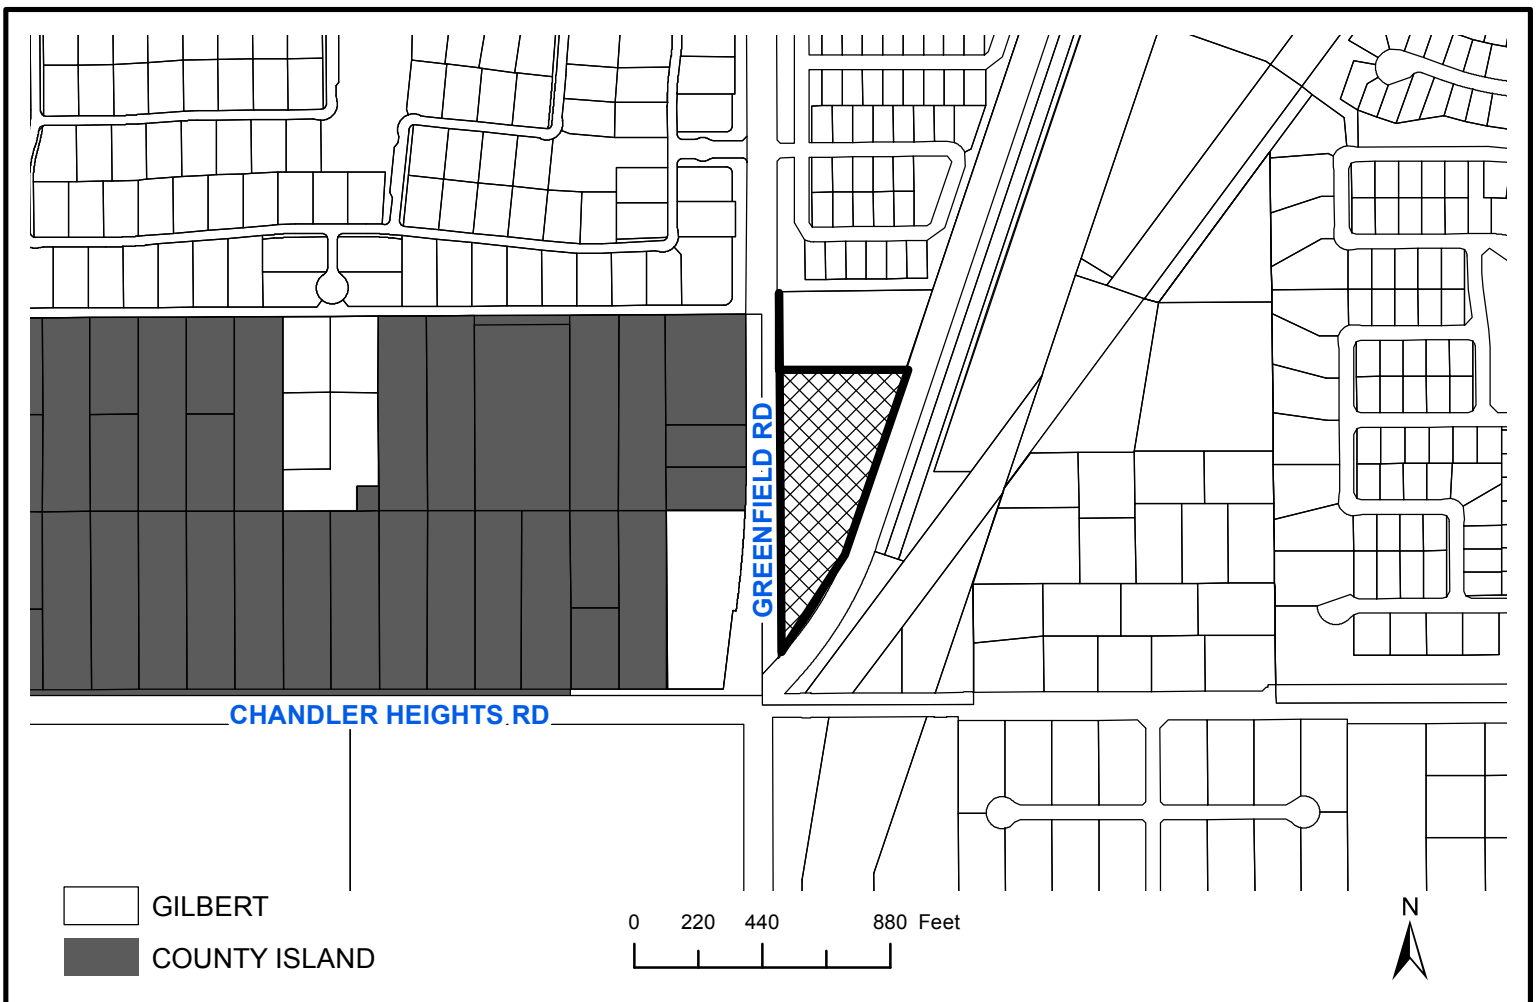 GREENFIELD RD
CHANDLER HEIGHTS RD
GILBERT
COUNTY ISLAND
0 220 440 880 Feet
N